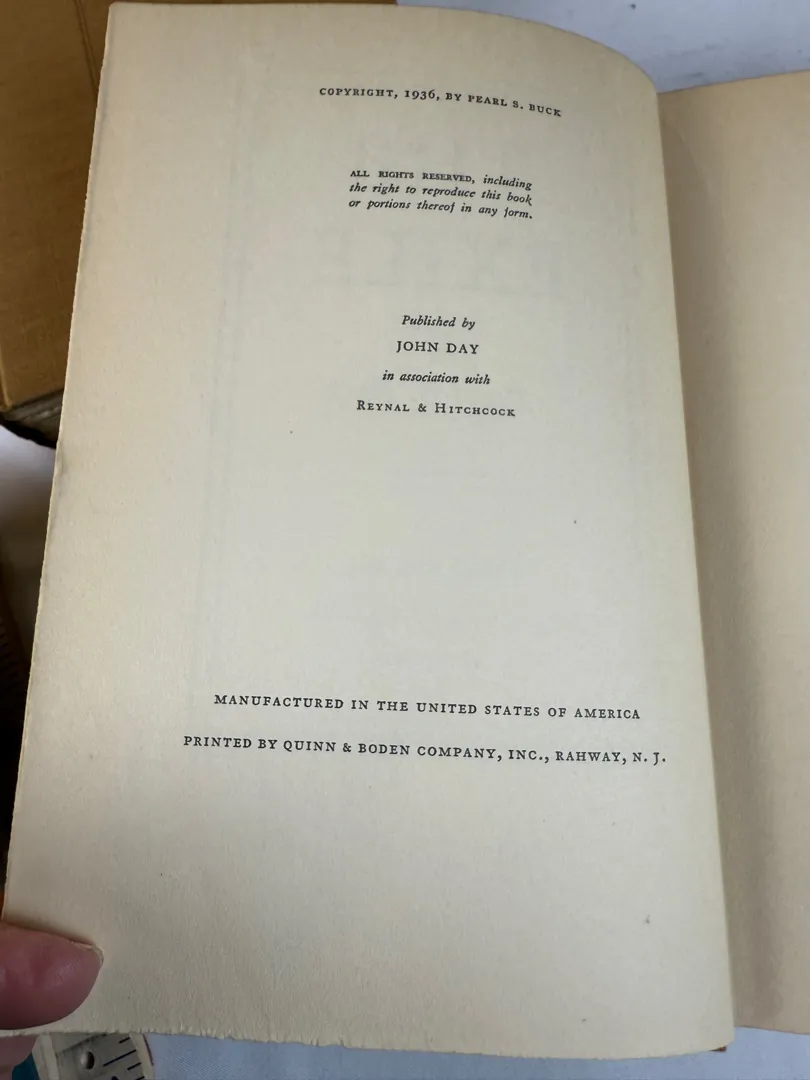 COPYRIGHT, 1936, BY PEARL S. BUCK
ALL RIGHTS RESERVED, including
the right to reproduce this book
or portions thereof in any form.
Published by
JOHN DAY
in association with
REYNAL & HITCHCOCK
MANUFACTURED IN THE UNITED STATES OF AMERICA
PRINTED BY QUINN & BODEN COMPANY, INC., RAHWAY, N. J.